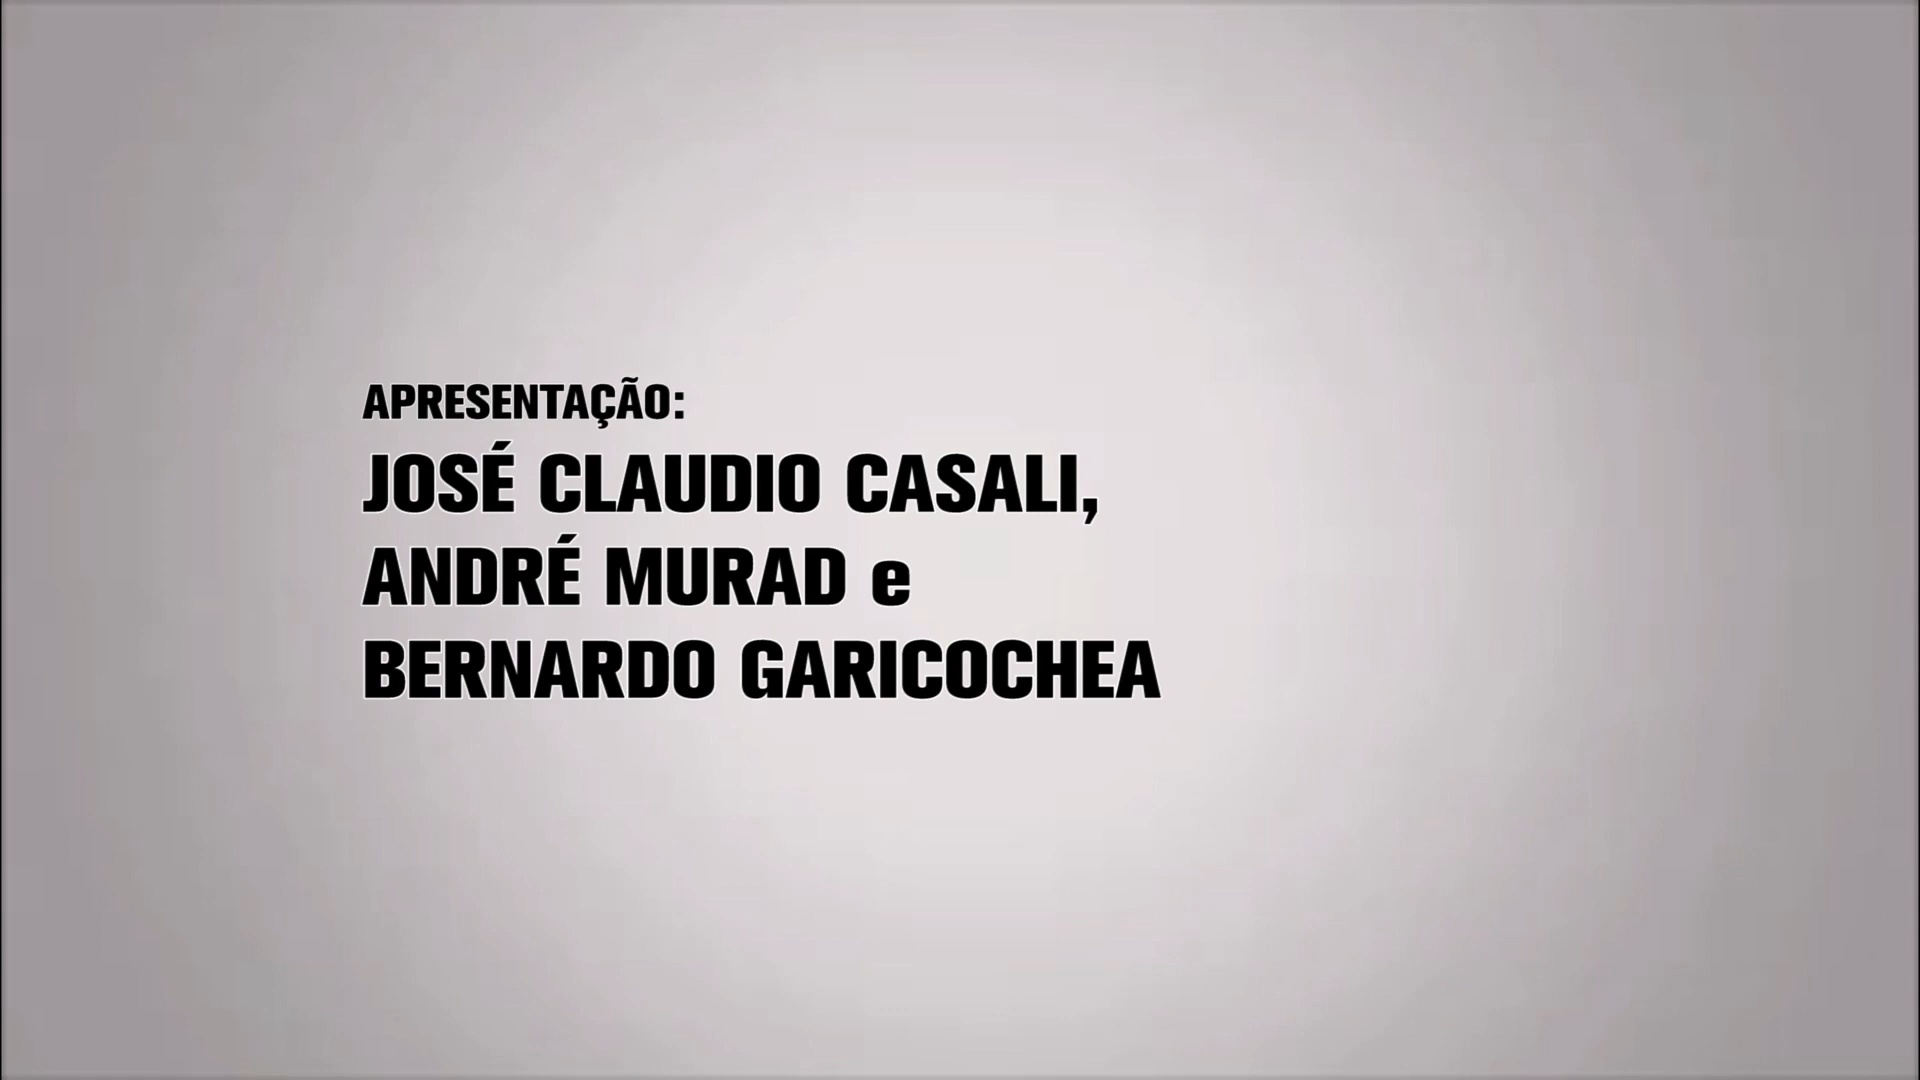 APRESENTAÇÃO:
JOSÉ CLAUDIO CASALI,
ANDRÉ MURAD e
BERNARDO GARICOCHEA